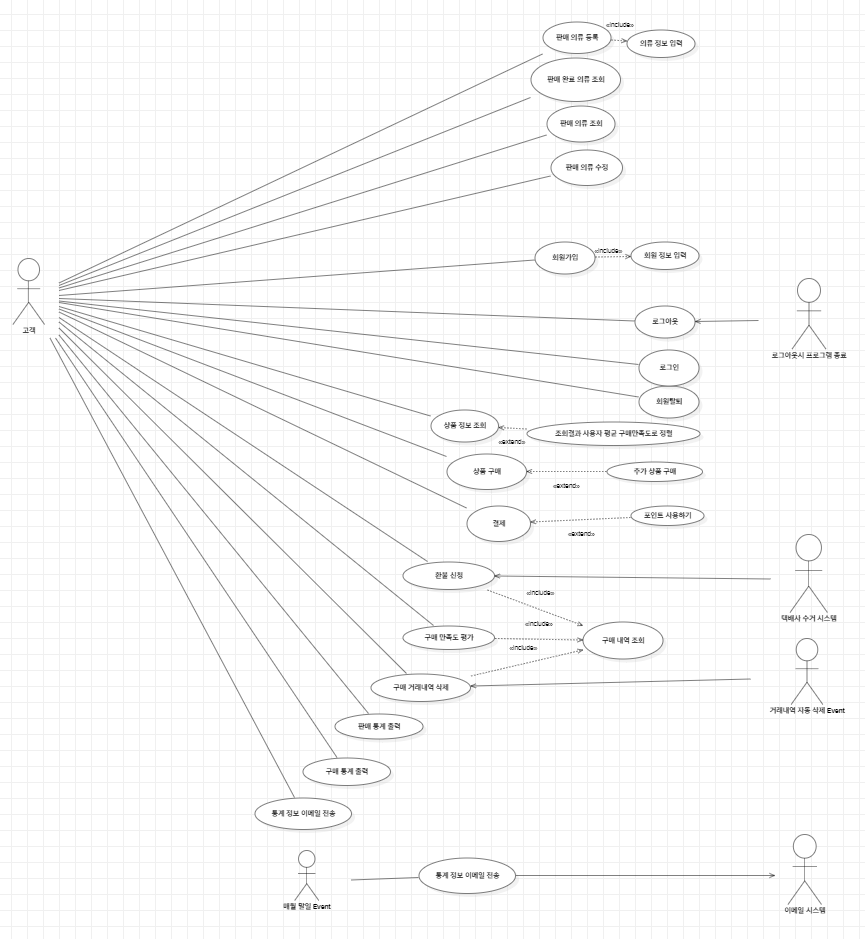 «include»
판매 의류 등록
의류 정보 입력
판매 완료 의류 조회
판매 의류 조회
판매 의류 수정
회원가입
«include»
회원 정보 입력
고객
로그아웃
로그아웃시 프로그램 종료
로그인
회원탈퇴
상품 정보 조회
조회결과 사용자 평균 구매만족도로 정렬
«extend»
상품 구매
추가 상품 구매
«extend»
결제
포인트 사용하기
«extend»
환불 신청
«include»
택배사 수거 시스템
«include»
구매 만족도 평가
구매 내역 조회
«include»
구매 거래내역 삭제
거래내역 자동 삭제 Event
판매 통계 출력
구매 통계 출력
통계 정보 이메일 전송
통계 정보 이메일 전송
매월 말일 Event
이메일 시스템